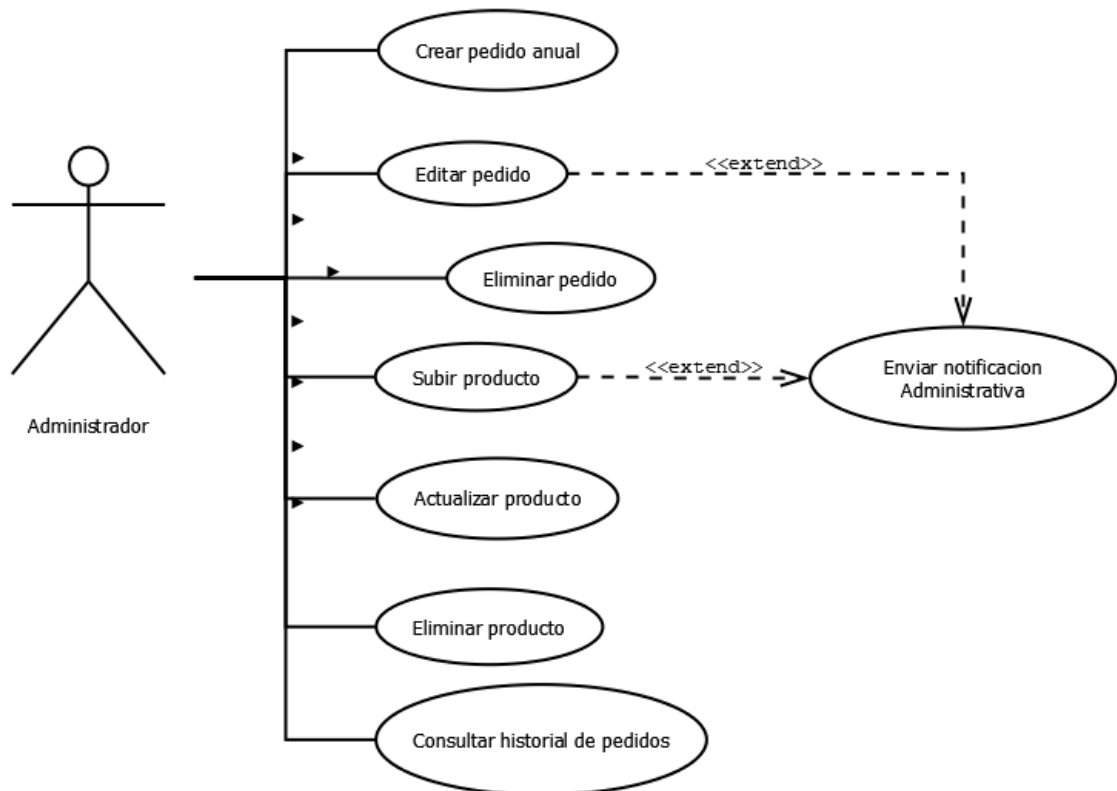 Crear pedido anual
Editar pedido
<<extend>>
Eliminar pedido
Subir producto
<<extend>>
Enviar notificacion
Administrativa
Administrador
Actualizar producto
Eliminar producto
Consultar historial de pedidos